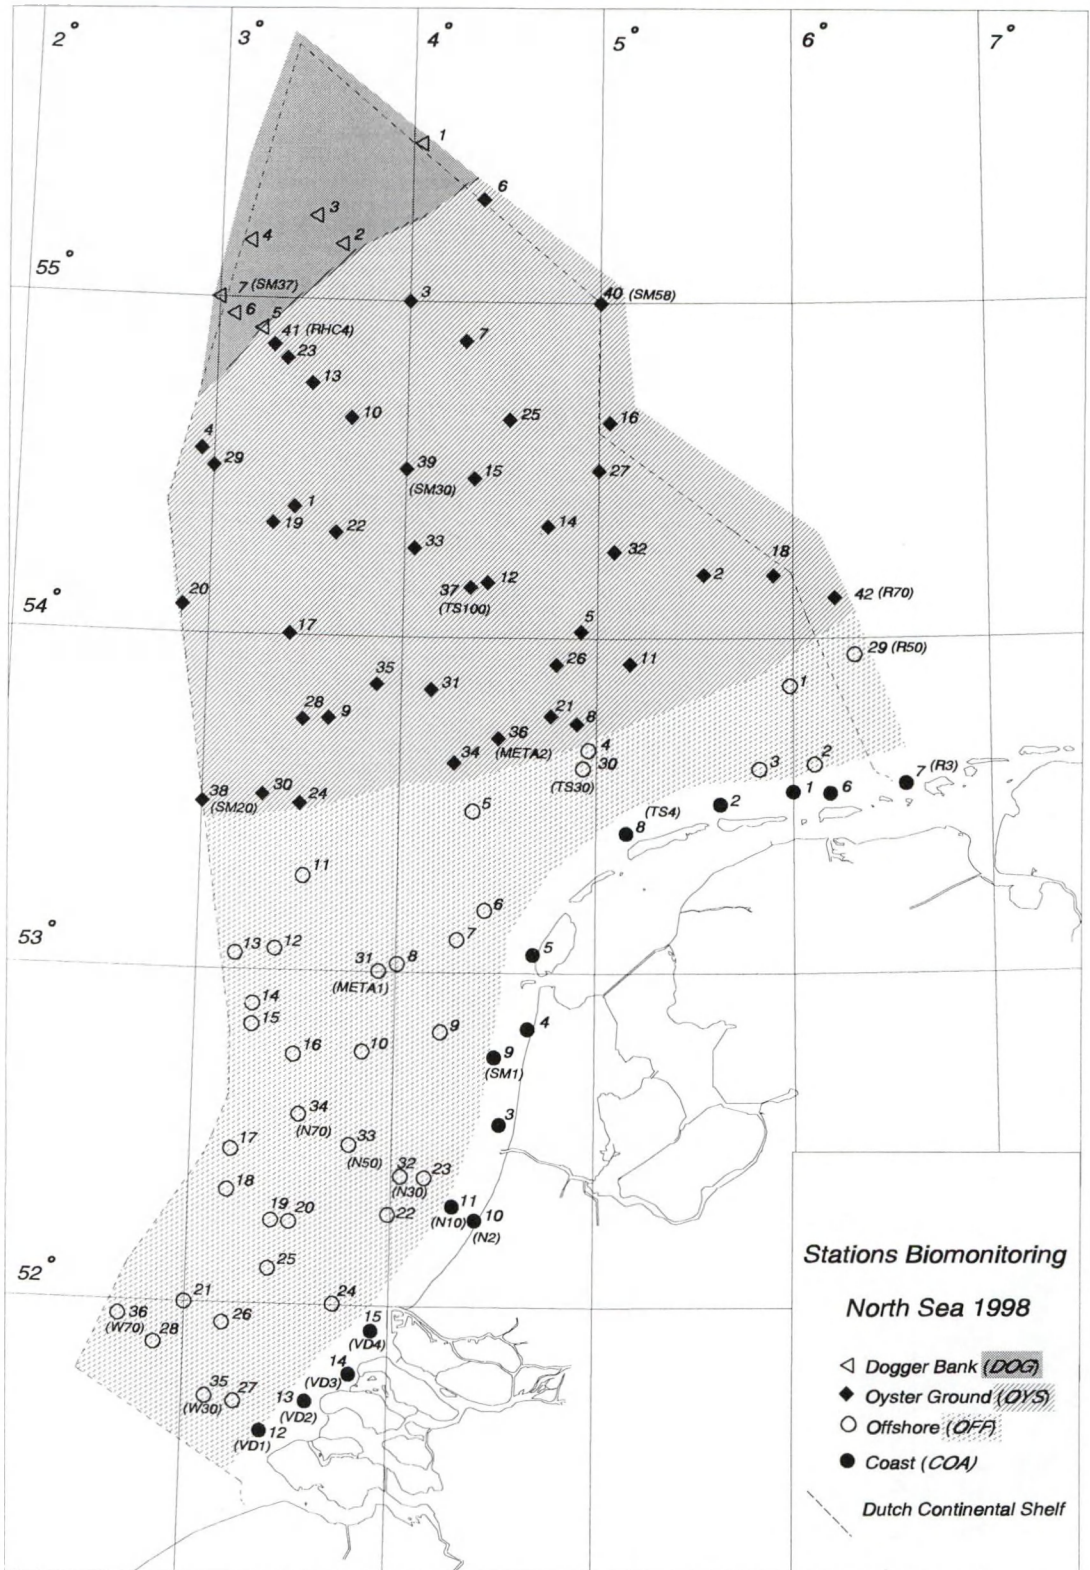 2° 3° 4° 5° 6° 7°
1
6
3
4 2
55°
7 (SM37)
6 5
3
40 (SM58)
41 (RHC4)
7
23
13
10
25
16
4
29
39
(SM30)
15
27
1
19
22
14
33
32
18
37
(TS100)
12
2
20
42 (R70)
54°
17
5
29 (R50)
26
11
35
31
1
28 9
21
8
36
(META2)
34
4
30
(TS30)
3 2
7 (R3)
38
(SM20)
30
24
1 6
5
2
(TS4)
8
11
6
53°
13 12
7
5
31
(META1)
8
14
15
9
4
16
10
9
(SM1)
34
(N70)
3
33
(N50)
17
32
(N30)
23
18
11
(N10)
10
(N2)
19 20
22
25
52°
21
24
36
(W70)
28
26
15
(VD4)
14
(VD3)
35
(W30)
27
13
(VD2)
12
(VD1)
Stations Biomonitoring
North Sea 1998
Dogger Bank (DOG)
Oyster Ground (OYS)
Offshore (OFF)
Coast (COA)
Dutch Continental Shelf